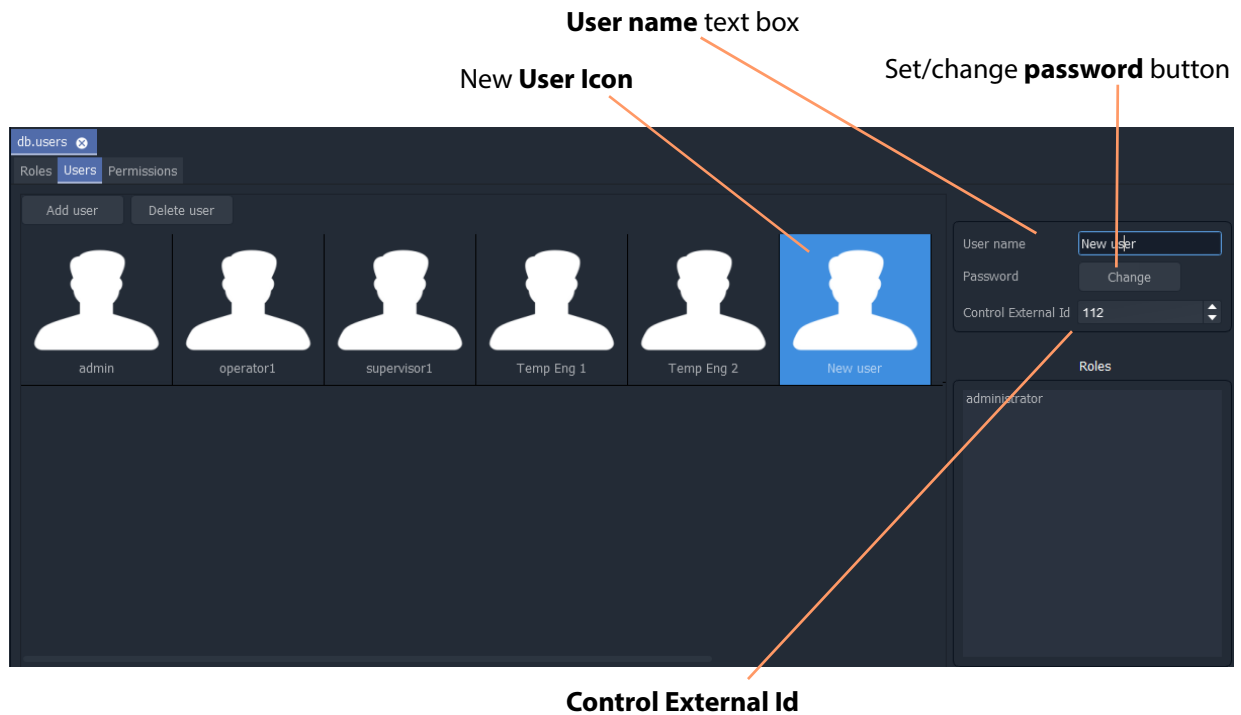 User name text box
Set/change password button
New User Icon
db.users
Roles Users Permissions
Add user Delete user
User name New user
Password Change
Control External Id 112
admin operator1 supervisor1 Temp Eng 1 Temp Eng 2 New user
Roles
administrator
Control External Id